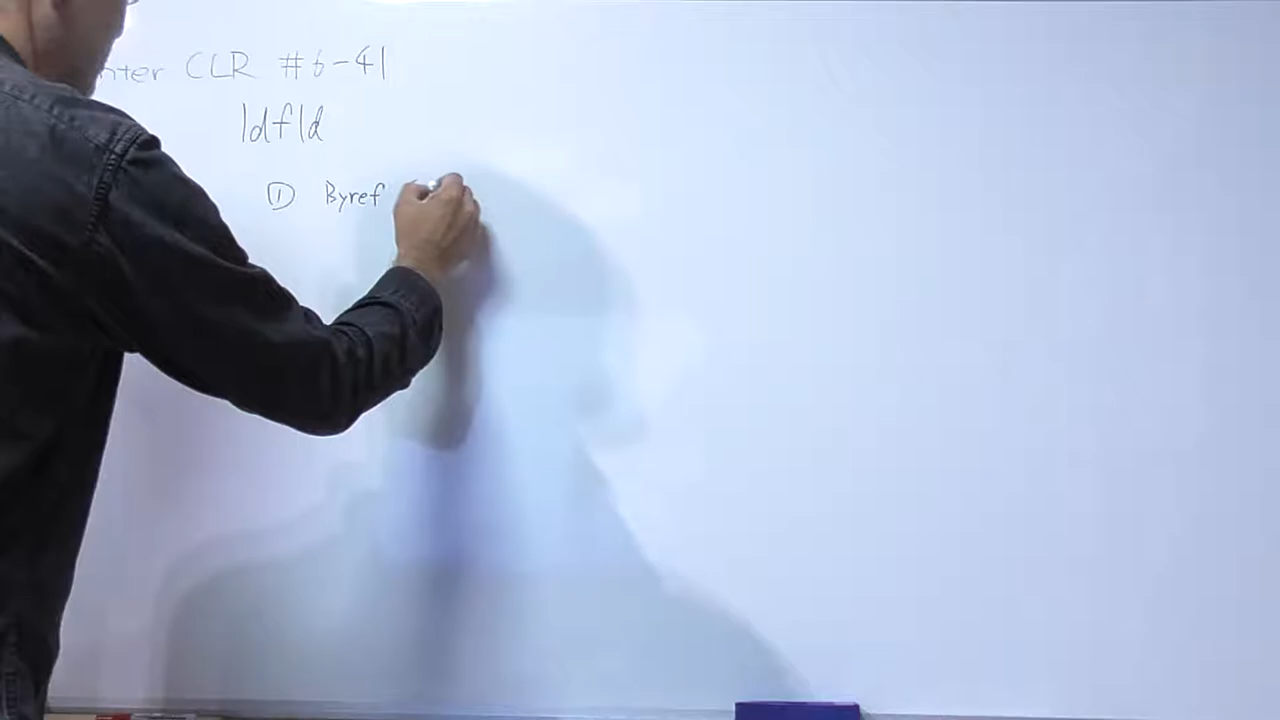 nter CLR #6-41
ldfld
① Byref